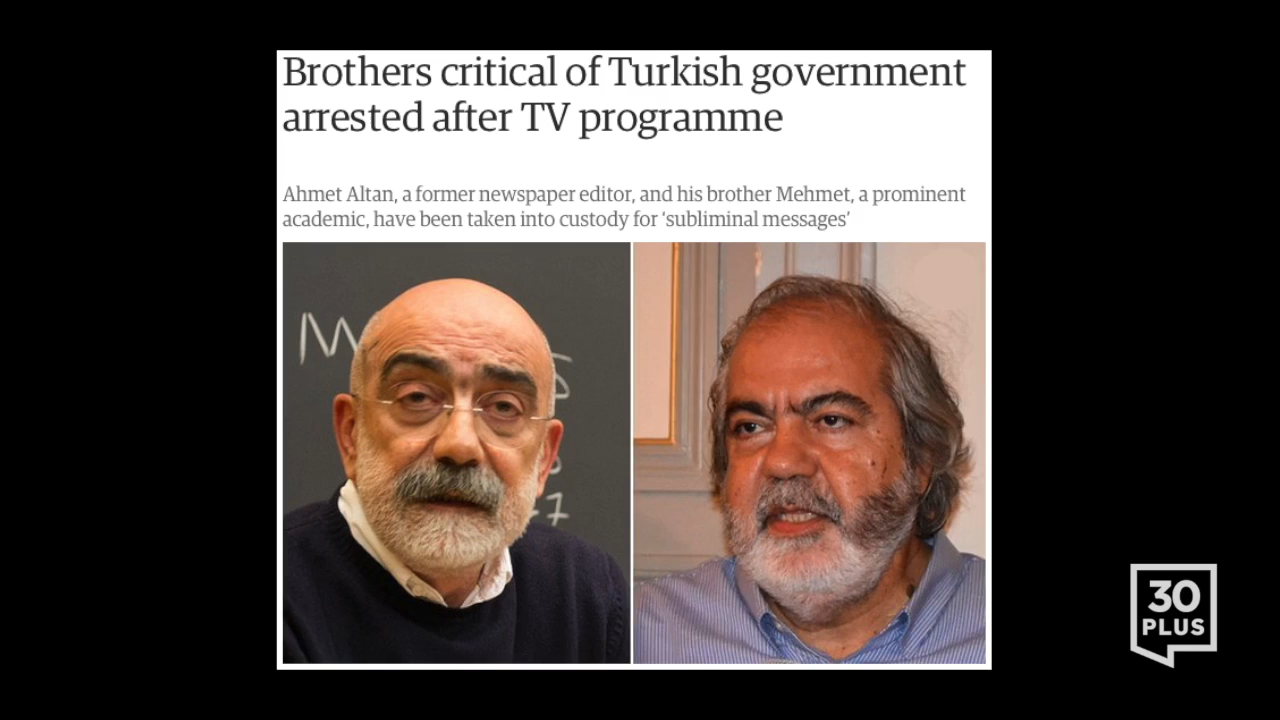 Brothers critical of Turkish government
arrested after TV programme
Ahmet Altan, a former newspaper editor, and his brother Mehmet, a prominent
academic, have been taken into custody for ‘subliminal messages’
M
S
77
30
PLUS